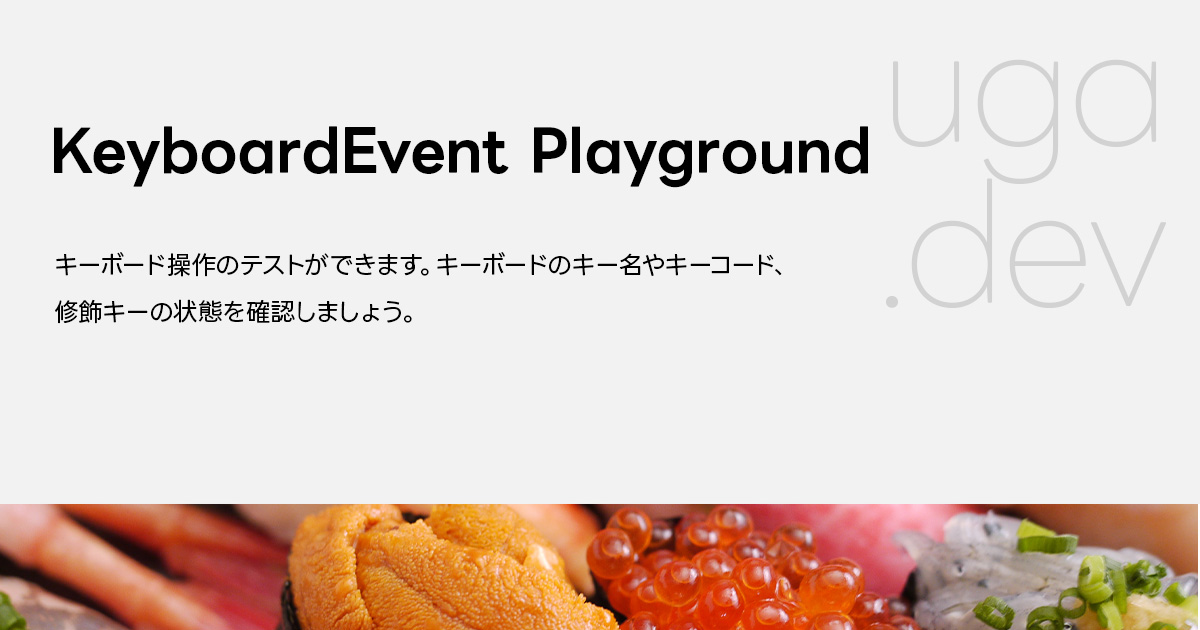 KeyboardEvent Playground
キーボード操作のテストができます。キーボードのキー名やキーコード、
修飾キーの状態を確認しましょう。
uga
.dev